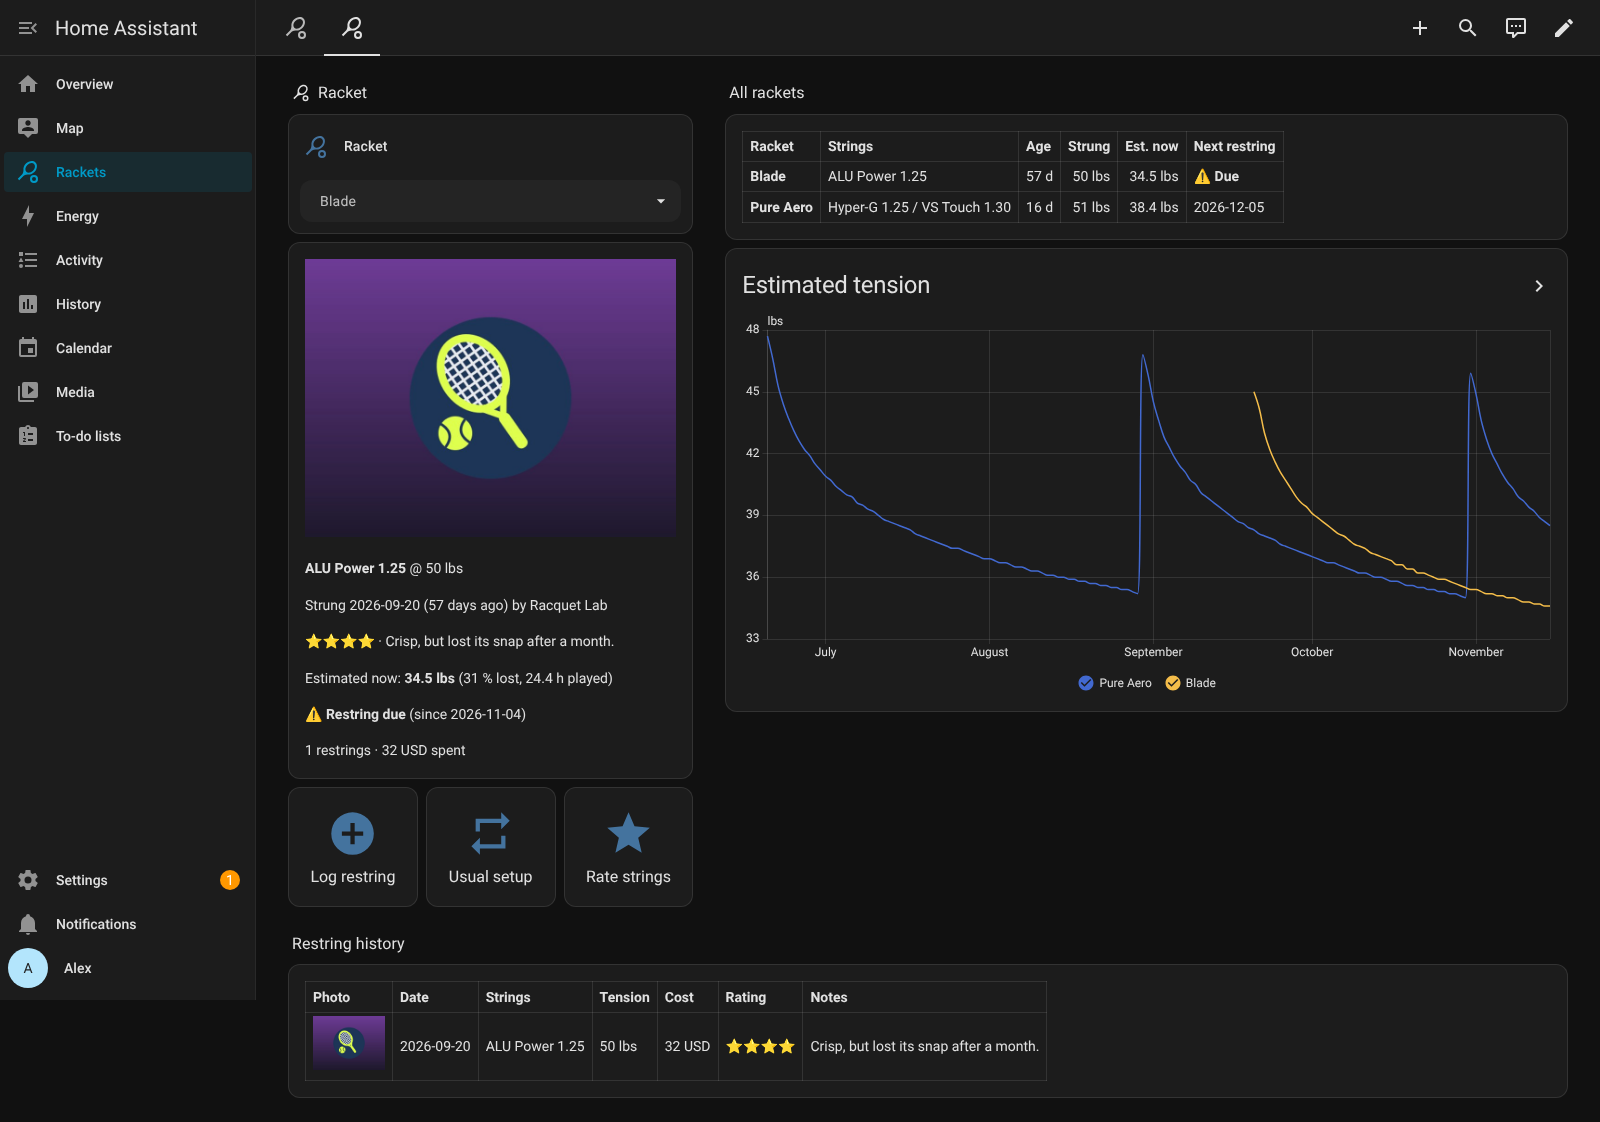 Home Assistant
Overview
Map
Rackets
Energy
Activity
History
Calendar
Media
To-do lists
Settings 1
Notifications
A Alex
Racket
Racket
Blade
ALU Power 1.25 @ 50 lbs
Strung 2026-09-20 (57 days ago) by Racquet Lab
⭐⭐⭐⭐ · Crisp, but lost its snap after a month.
Estimated now: 34.5 lbs (31 % lost, 24.4 h played)
⚠️ Restring due (since 2026-11-04)
1 restrings · 32 USD spent
Log restring
Usual setup
Rate strings
All rackets
Racket Strings Age Strung Est. now Next restring
Blade ALU Power 1.25 57 d 50 lbs 34.5 lbs ⚠️ Due
Pure Aero Hyper-G 1.25 / VS Touch 1.30 16 d 51 lbs 38.4 lbs 2026-12-05
Estimated tension
lbs
48
45
42
39
36
33
July August September October November
Pure Aero Blade
Restring history
Photo Date Strings Tension Cost Rating Notes
2026-09-20 ALU Power 1.25 50 lbs 32 USD ⭐⭐⭐⭐ Crisp, but lost its snap after a month.